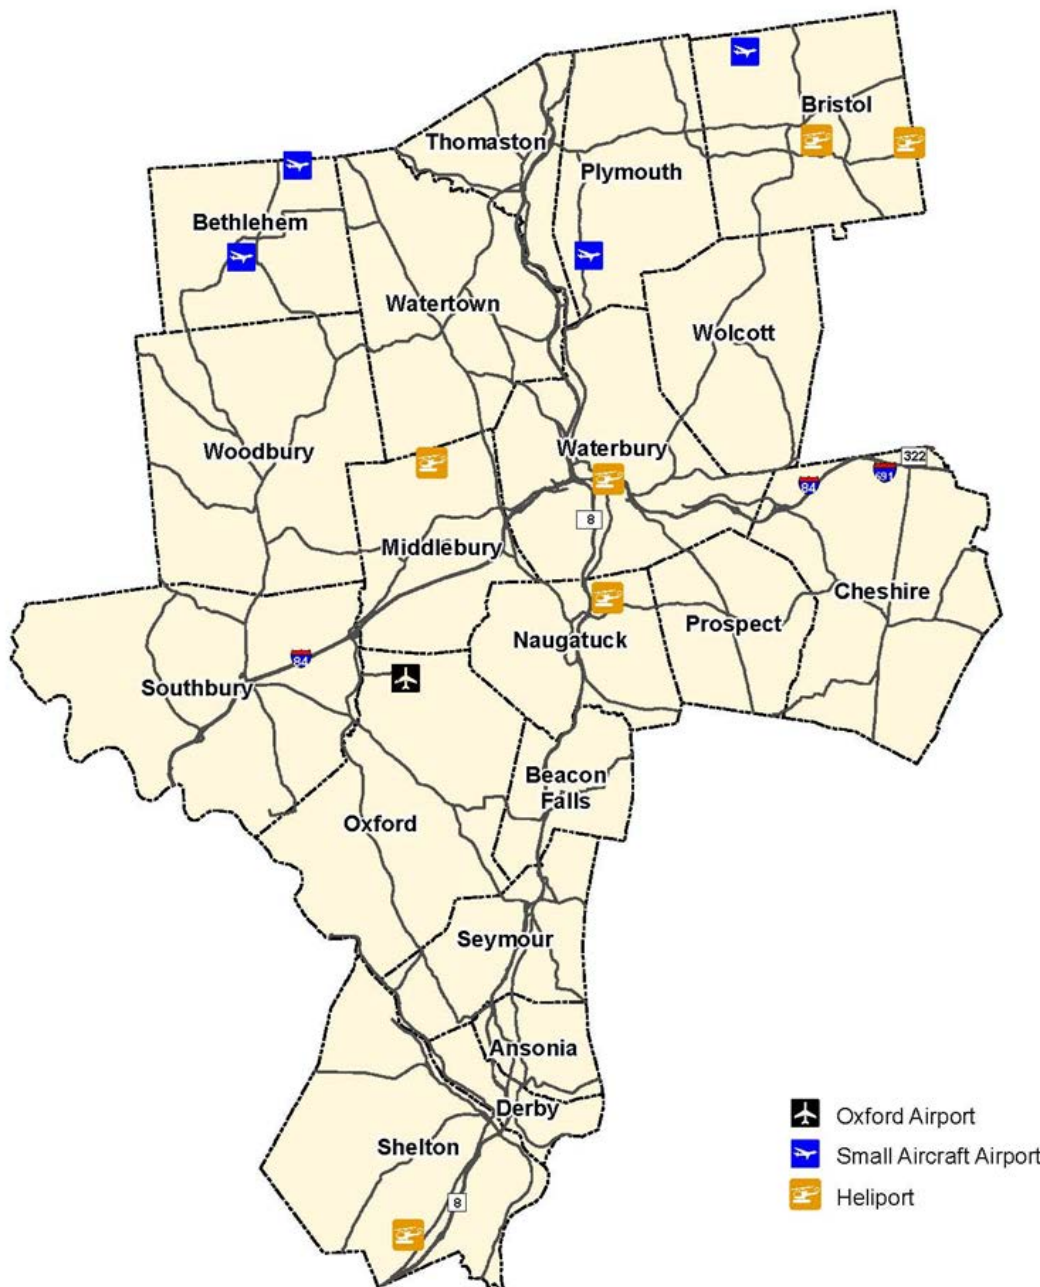 Bristol
Thomaston
Plymouth
Bethlehem
Watertown
Wolcott
Woodbury
Waterbury
322
691
84
8
Middlebury
Cheshire
Prospect
Naugatuck
84
Southbury
Beacon
Falls
Oxford
Seymour
Ansonia
Derby
Shelton
8
Oxford Airport
Small Aircraft Airport
Heliport